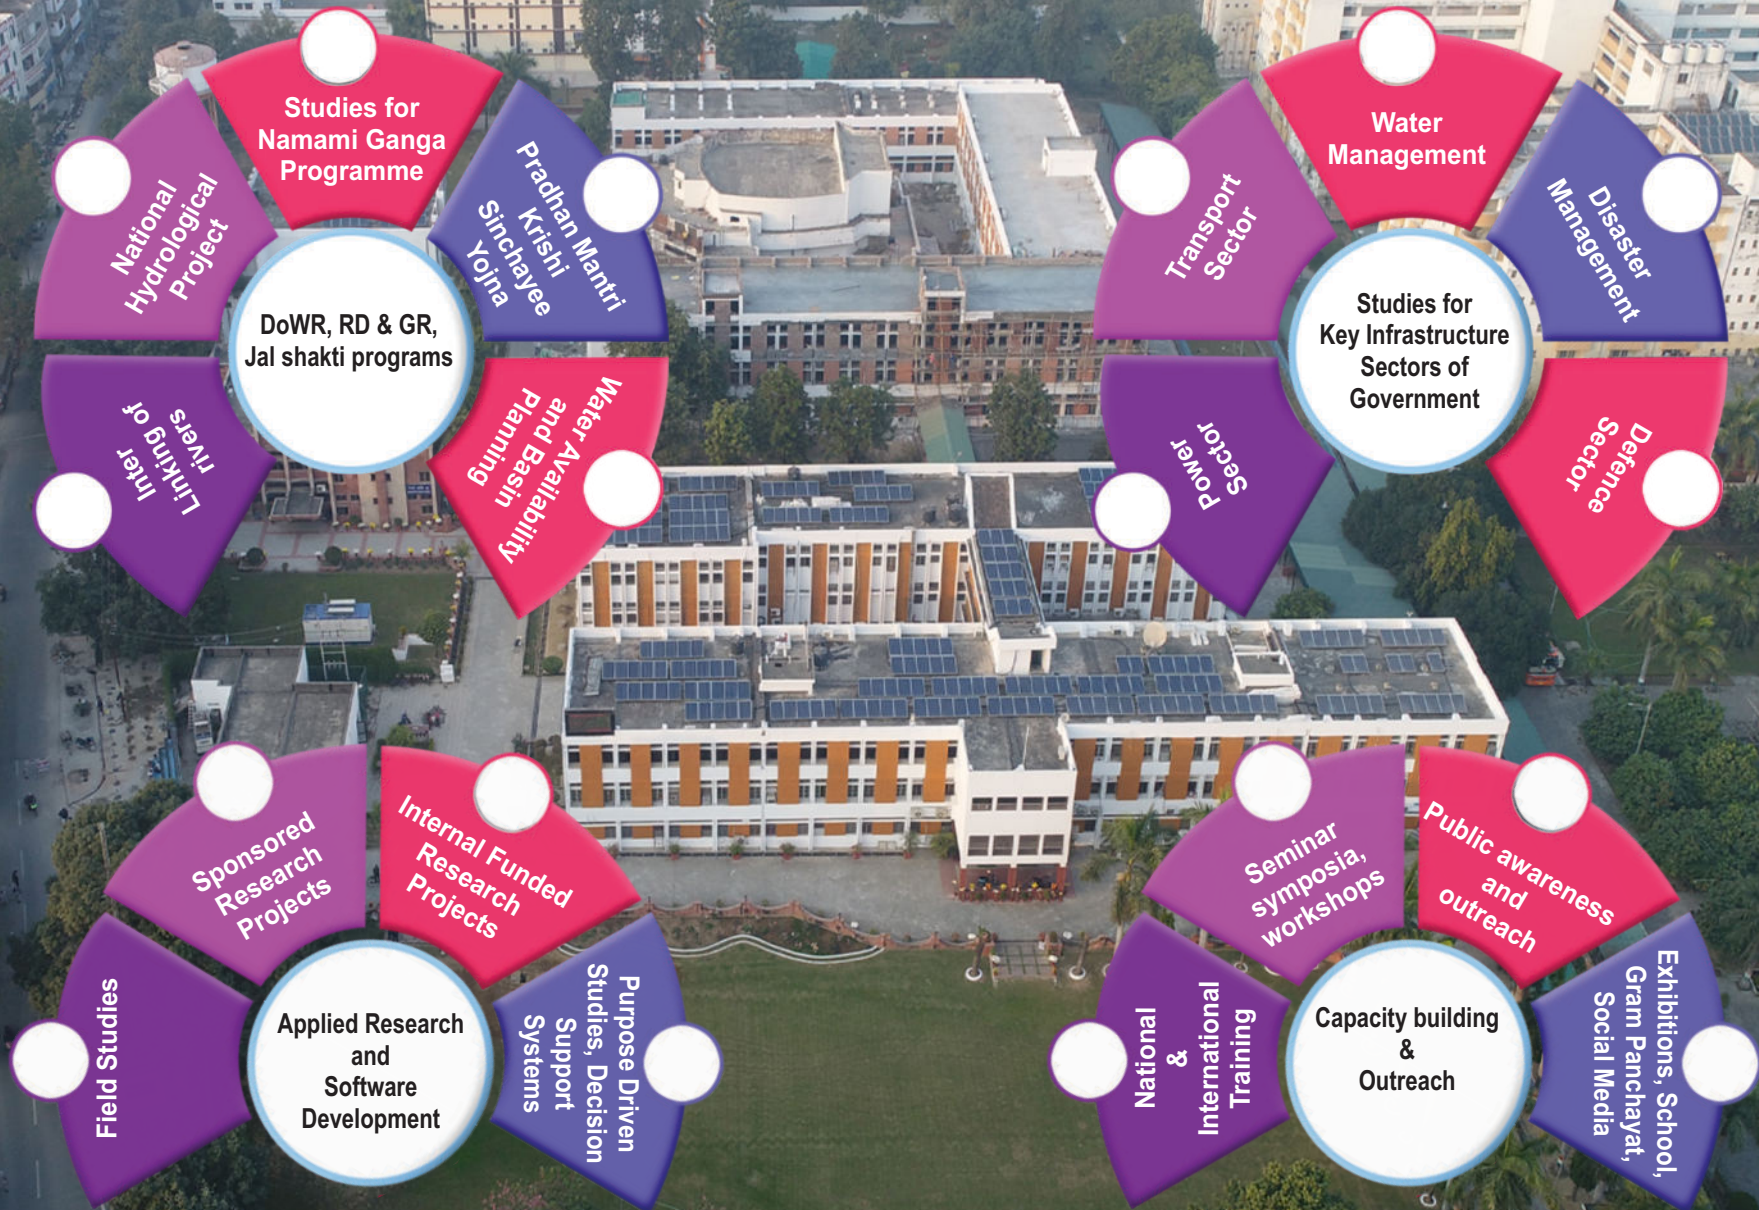 Studies for
Namami Ganga
Programme
National
Hydrological
Project
Pradhan Mantri
Krishi
Sinchayee
Yojna
DoWR, RD & GR,
Jal shakti programs
Inter
Linking of
rivers
Water Availability
and Basin
Planning
Water
Management
Transport
Sector
Disaster
Management
Studies for
Key Infrastructure
Sectors of
Government
Power
Sector
Defence
Sector
Sponsored
Research
Projects
Internal Funded
Research
Projects
Field Studies
Applied Research
and
Software
Development
Purpose Driven
Studies, Decision
Support
Systems
Seminar
symposia,
workshops
Public awareness
and
outreach
National
&
International
Training
Capacity building
&
Outreach
Exhibitions, School,
Gram Panchayat,
Social Media